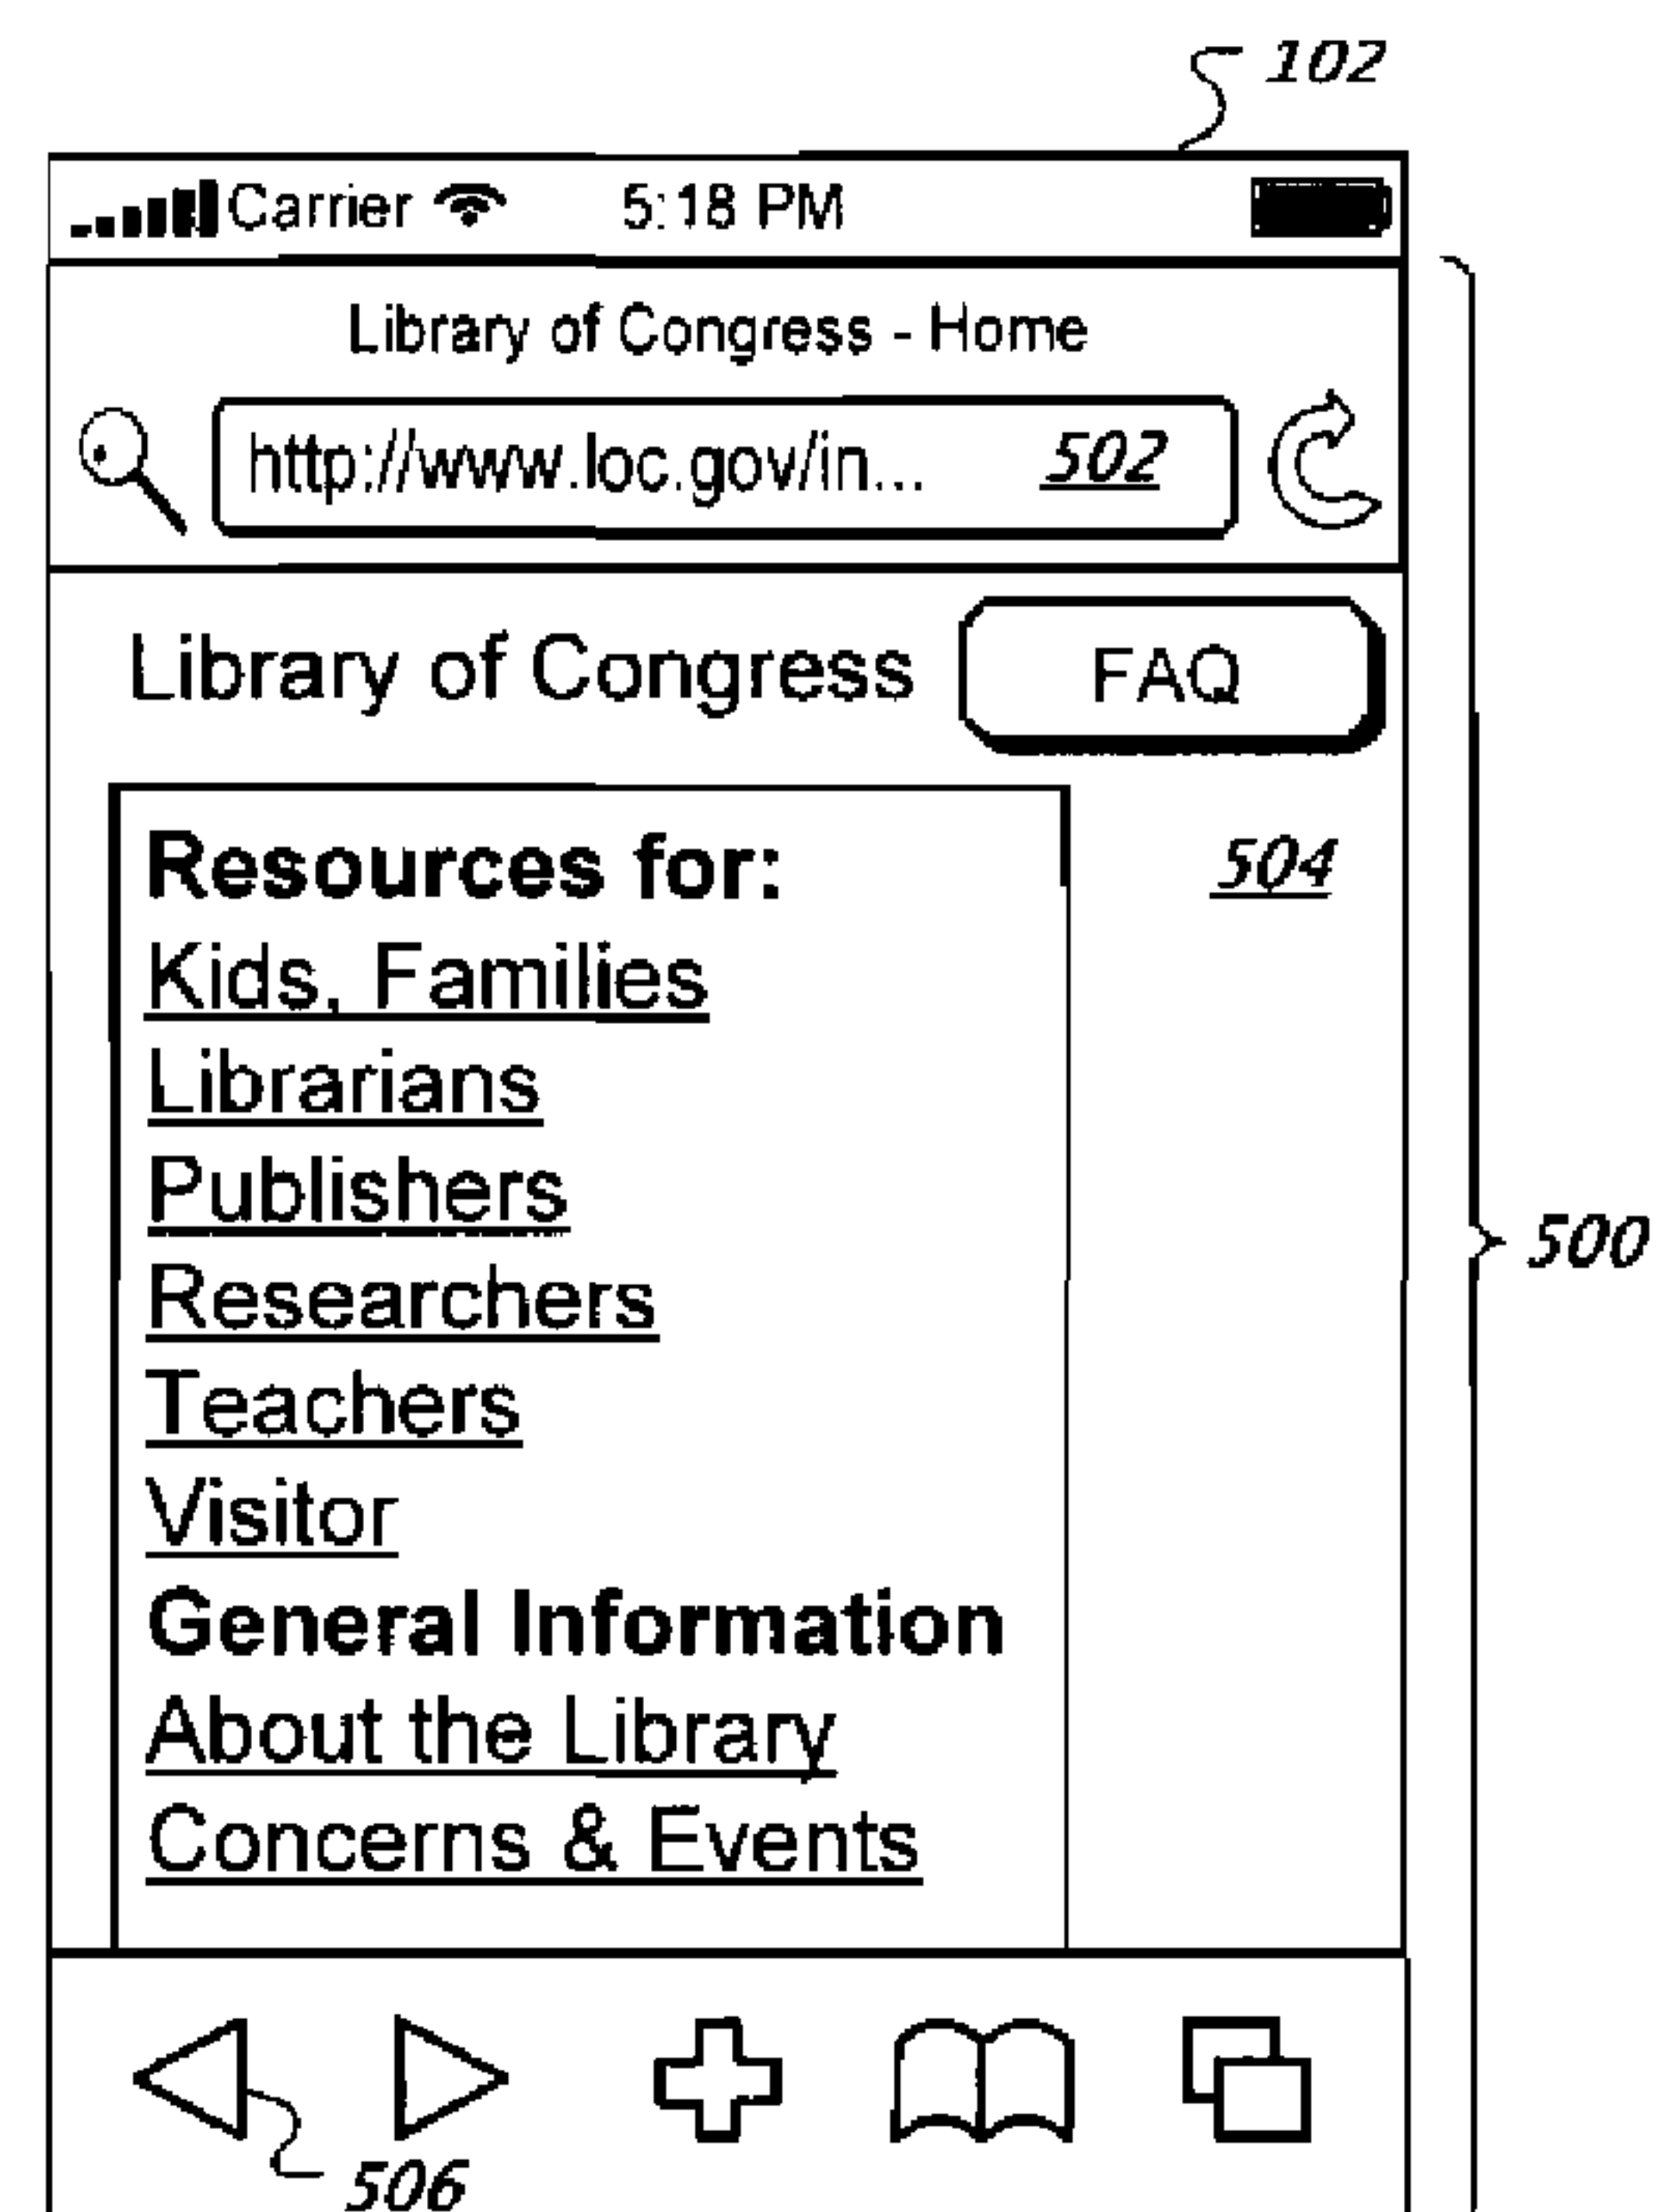 102
Carrier 5:18 PM
Library of Congress - Home
http://www.loc.gov/in... 502
Library of Congress FAQ
Resources for:
504
Kids, Families
Librarians
Publishers
500
Researchers
Teachers
Visitor
General Information
About the Library
Concerns & Events
506